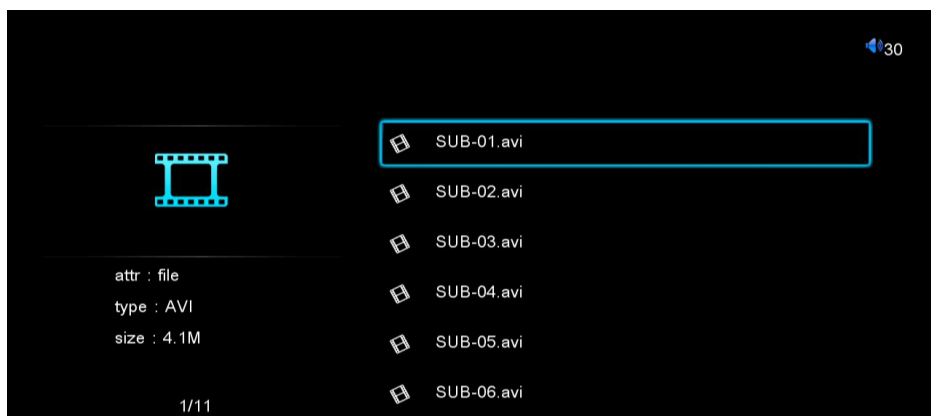 30
SUB-01.avi
SUB-02.avi
SUB-03.avi
attr : file
SUB-04.avi
type : AVI
size : 4.1M
SUB-05.avi
SUB-06.avi
1/11